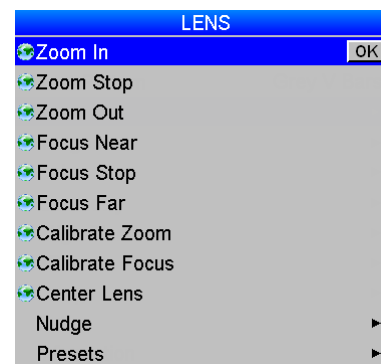 LENS
Zoom In OK
Zoom Stop
Zoom Out
Focus Near
Focus Stop
Focus Far
Calibrate Zoom
Calibrate Focus
Center Lens
Nudge
Presets